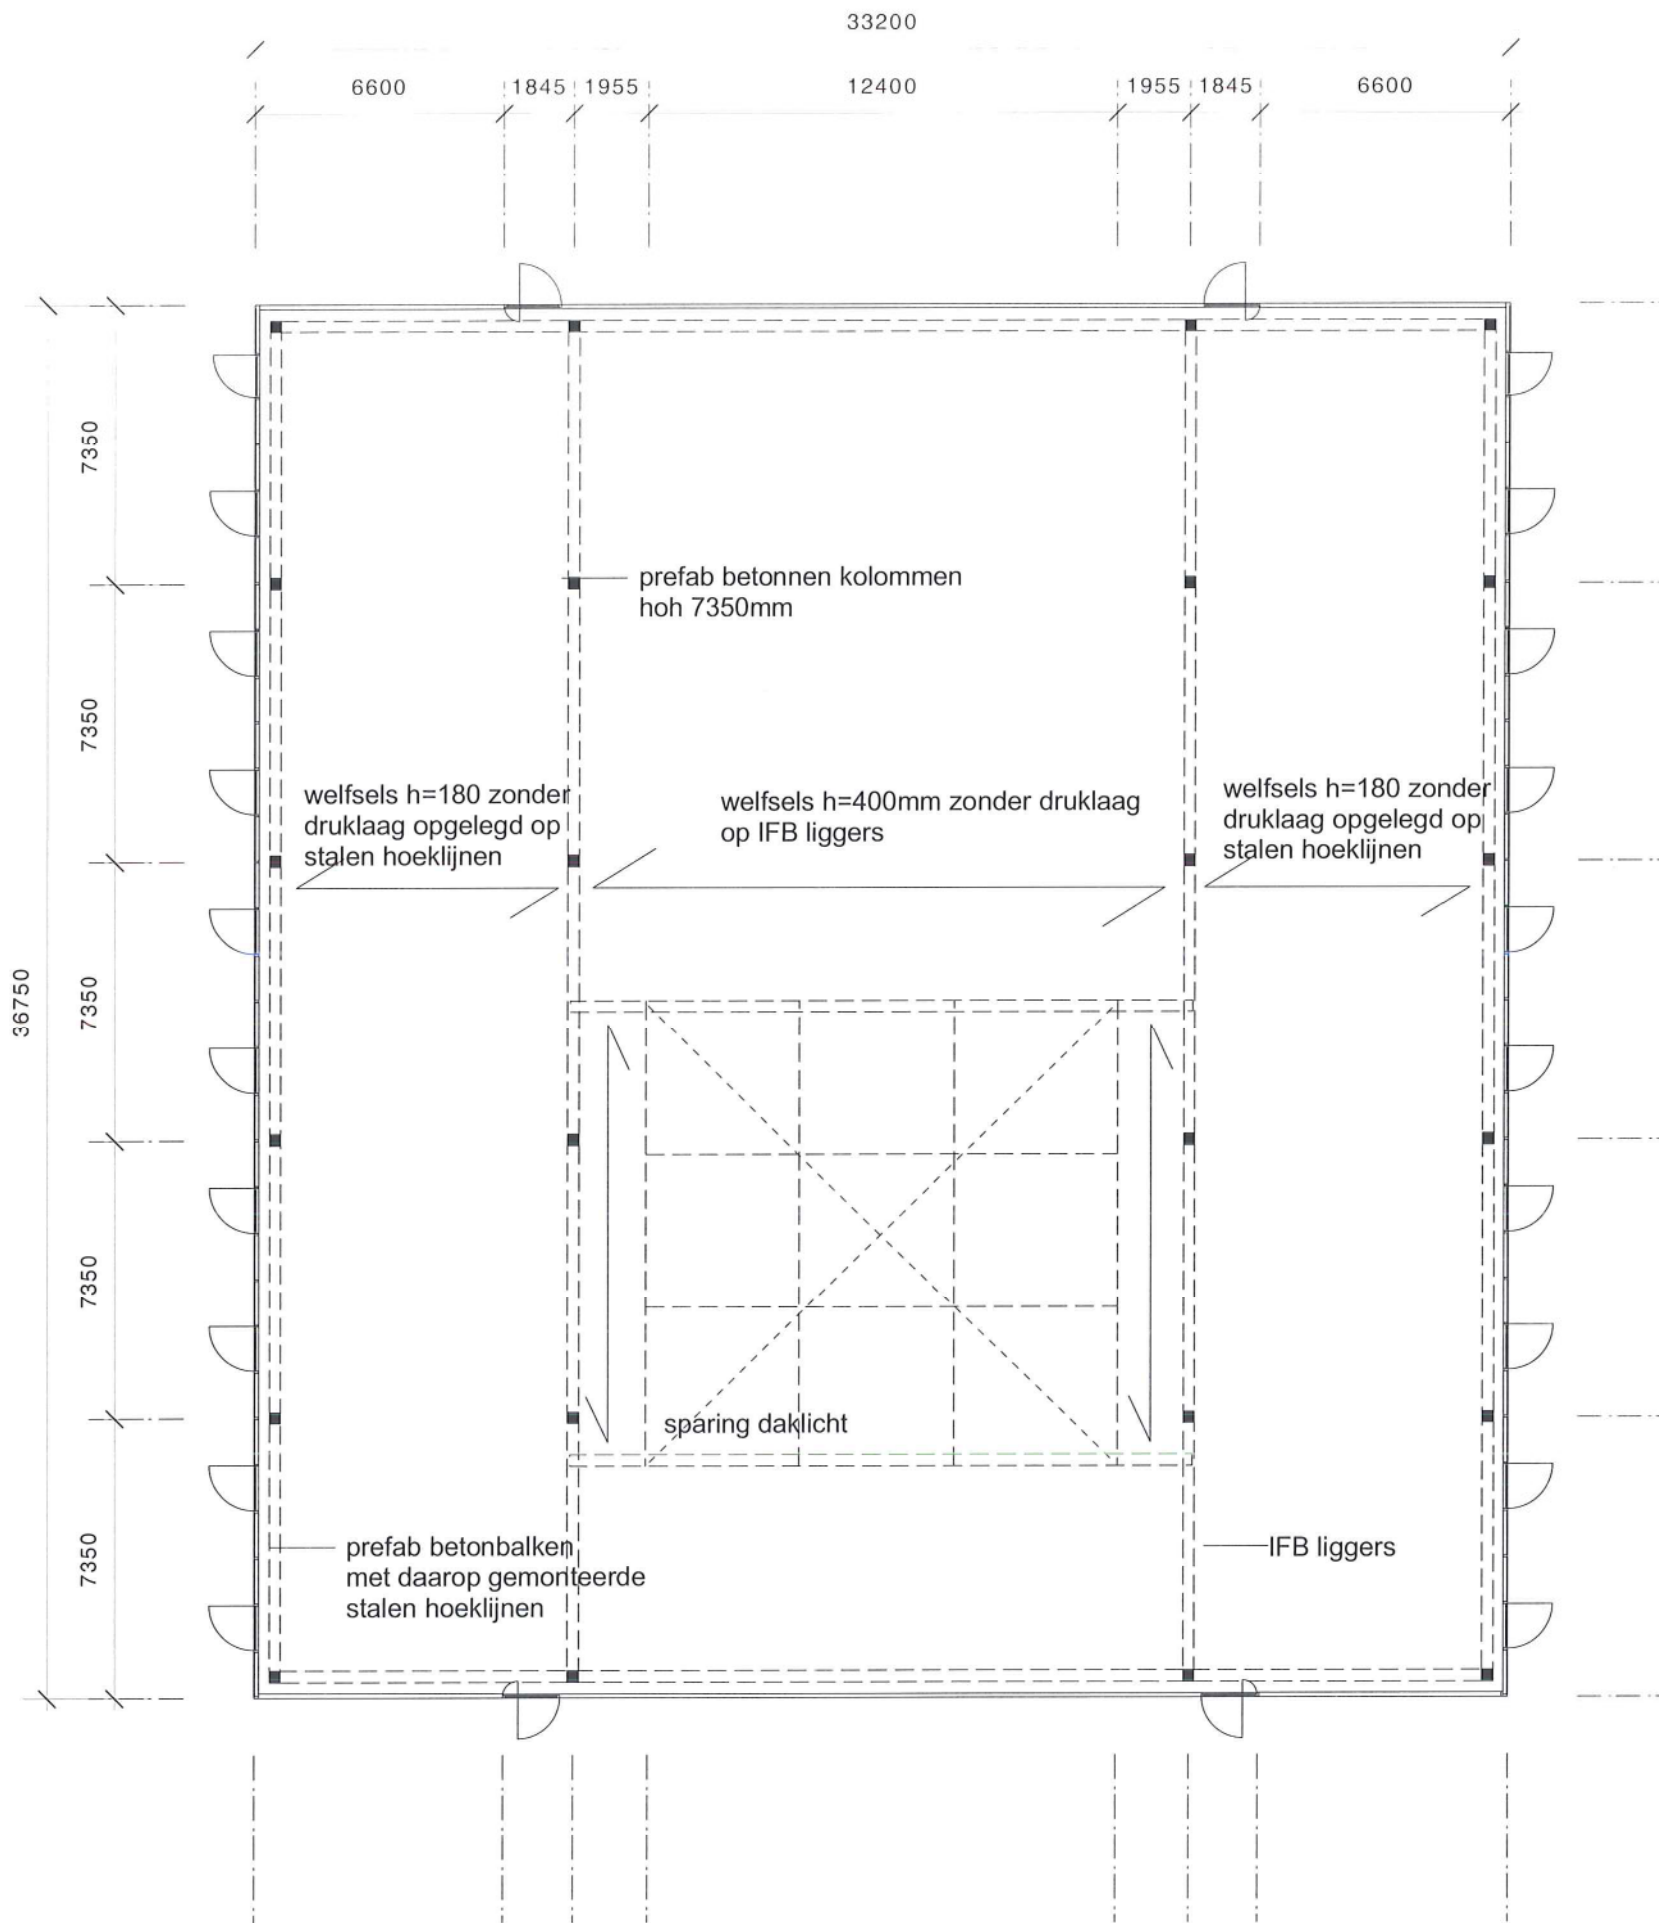 33200
6600 1845 1955 12400 1955 1845 6600
7350
prefab betonnen kolommen
hoh 7350mm
7350
welfsels h=180 zonder
druklaag opgelegd op
stalen hoeklijnen
welfsels h=400mm zonder druklaag
op IFB liggers
welfsels h=180 zonder
druklaag opgelegd op
stalen hoeklijnen
36750
7350
7350
sparing daklicht
7350
prefab betonbalken
met daarop gemonteerde
stalen hoeklijnen
IFB liggers